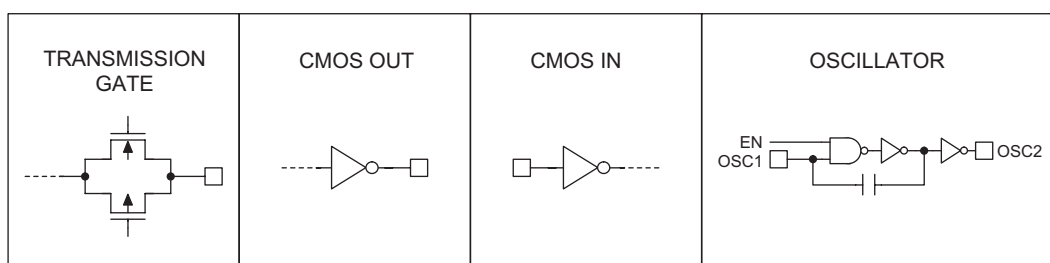 TRANSMISSION
GATE
CMOS OUT
CMOS IN
OSCILLATOR
EN
OSC1
OSC2